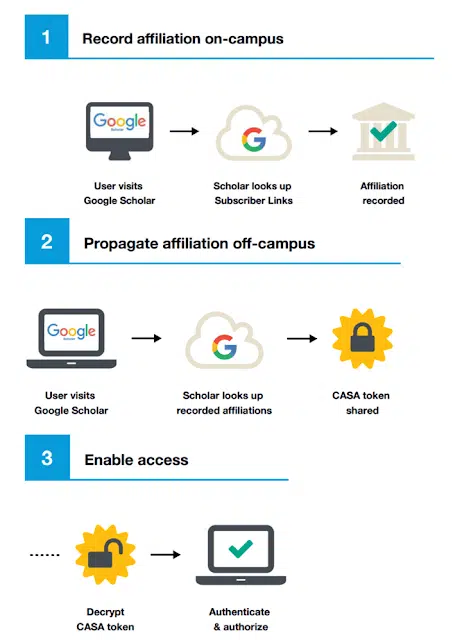 1 Record affiliation on-campus
Google
Scholar
G
User visits
Google Scholar
Scholar looks up
Subscriber Links
Affiliation
recorded
2 Propagate affiliation off-campus
Google
Scholar
G
User visits
Google Scholar
Scholar looks up
recorded affiliations
CASA token
shared
3 Enable access
Decrypt
CASA token
Authenticate
& authorize